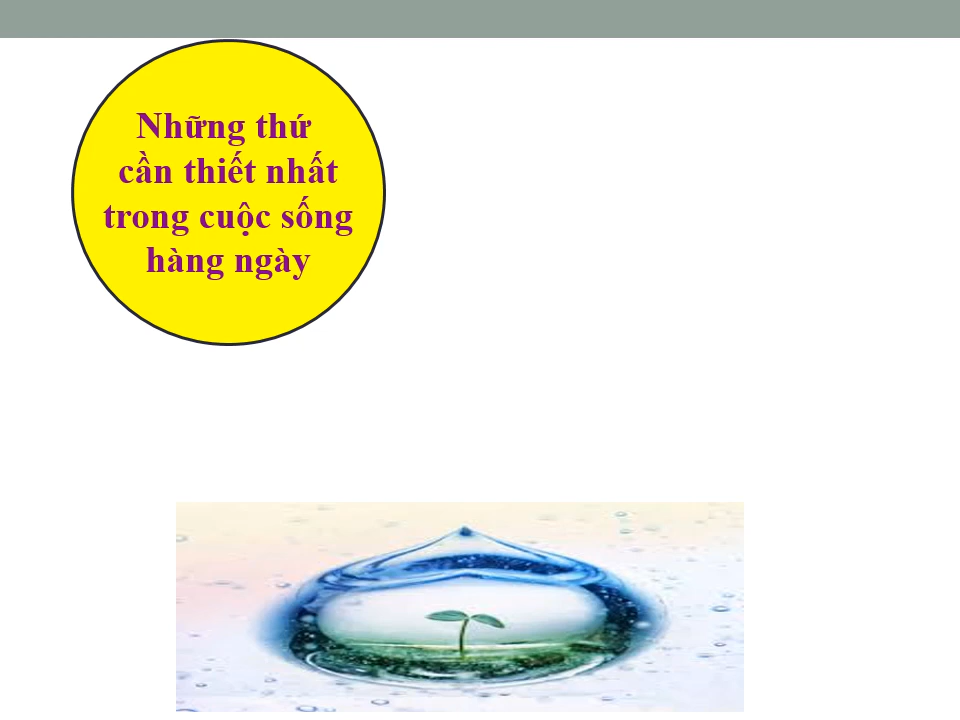 Những thứ
cần thiết nhất
trong cuộc sống
hàng ngày